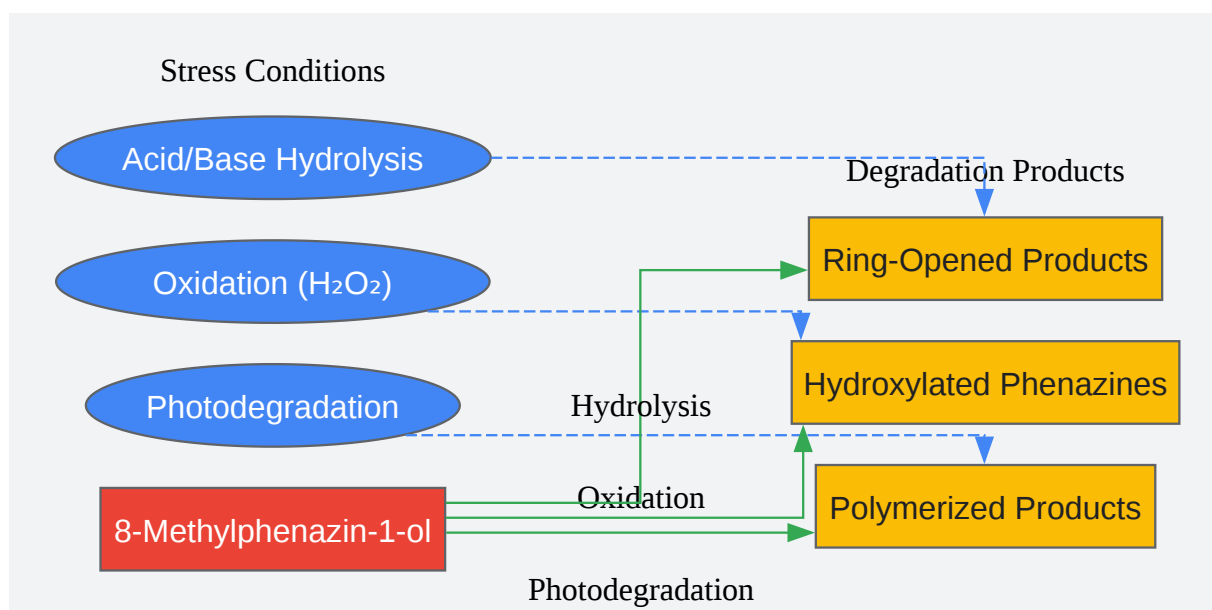 Stress Conditions
Acid/Base Hydrolysis
Degradation Products
Ring-Opened Products
Oxidation (H₂O₂)
Hydroxylated Phenazines
Photodegradation
Hydrolysis
Oxidation
Polymerized Products
8-Methylphenazin-1-ol
Photodegradation